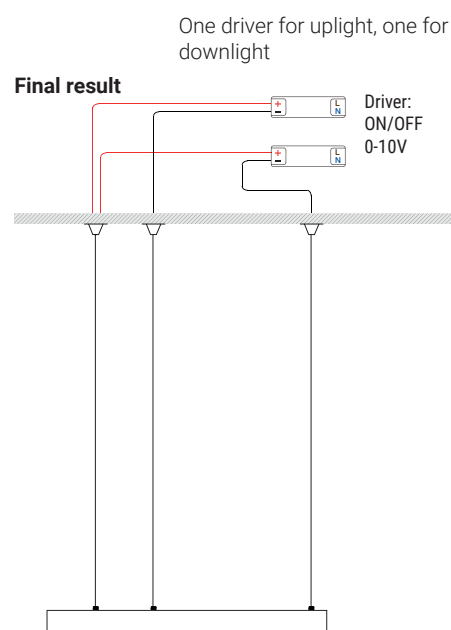 One driver for uplight, one for
downlight
Final result
+
−
L
N
Driver:
ON/OFF
0-10V
+
−
L
N